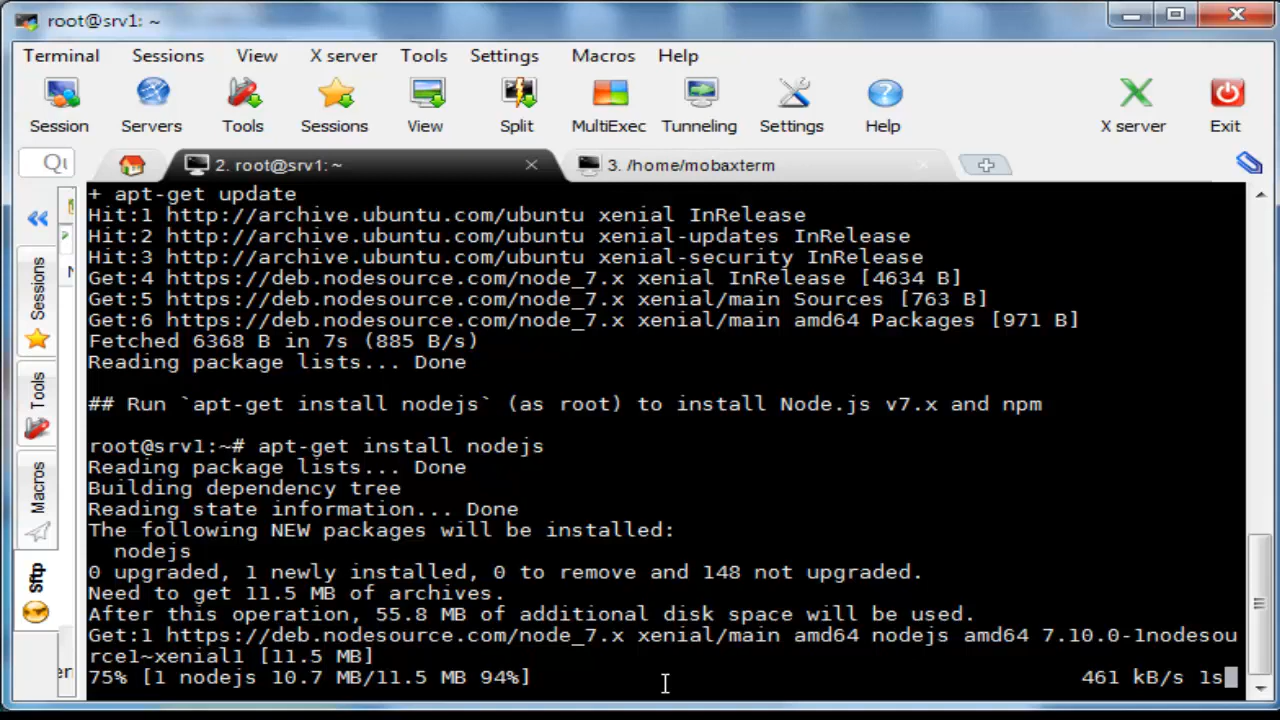 root@srv1: ~
Terminal Sessions View X server Tools Settings Macros Help
Session Servers Tools Sessions View Split MultiExec Tunneling Settings Help X server Exit
2. root@srv1: ~ 3. /home/mobaxterm
+ apt-get update
Hit:1 http://archive.ubuntu.com/ubuntu xenial InRelease
Hit:2 http://archive.ubuntu.com/ubuntu xenial-updates InRelease
Hit:3 http://archive.ubuntu.com/ubuntu xenial-security InRelease
Get:4 https://deb.nodesource.com/node_7.x xenial InRelease [4634 B]
Get:5 https://deb.nodesource.com/node_7.x xenial/main Sources [763 B]
Get:6 https://deb.nodesource.com/node_7.x xenial/main amd64 Packages [971 B]
Fetched 6368 B in 7s (885 B/s)
Reading package lists... Done
## Run `apt-get install nodejs` (as root) to install Node.js v7.x and npm
root@srv1:~# apt-get install nodejs
Reading package lists... Done
Building dependency tree
Reading state information... Done
The following NEW packages will be installed:
nodejs
0 upgraded, 1 newly installed, 0 to remove and 148 not upgraded.
Need to get 11.5 MB of archives.
After this operation, 55.8 MB of additional disk space will be used.
Get:1 https://deb.nodesource.com/node_7.x xenial/main amd64 nodejs amd64 7.10.0-1nodesou
rce1~xenial1 [11.5 MB]
75% [1 nodejs 10.7 MB/11.5 MB 94%] 461 kB/s 1s
Sessions
Tools
Macros
Sftp